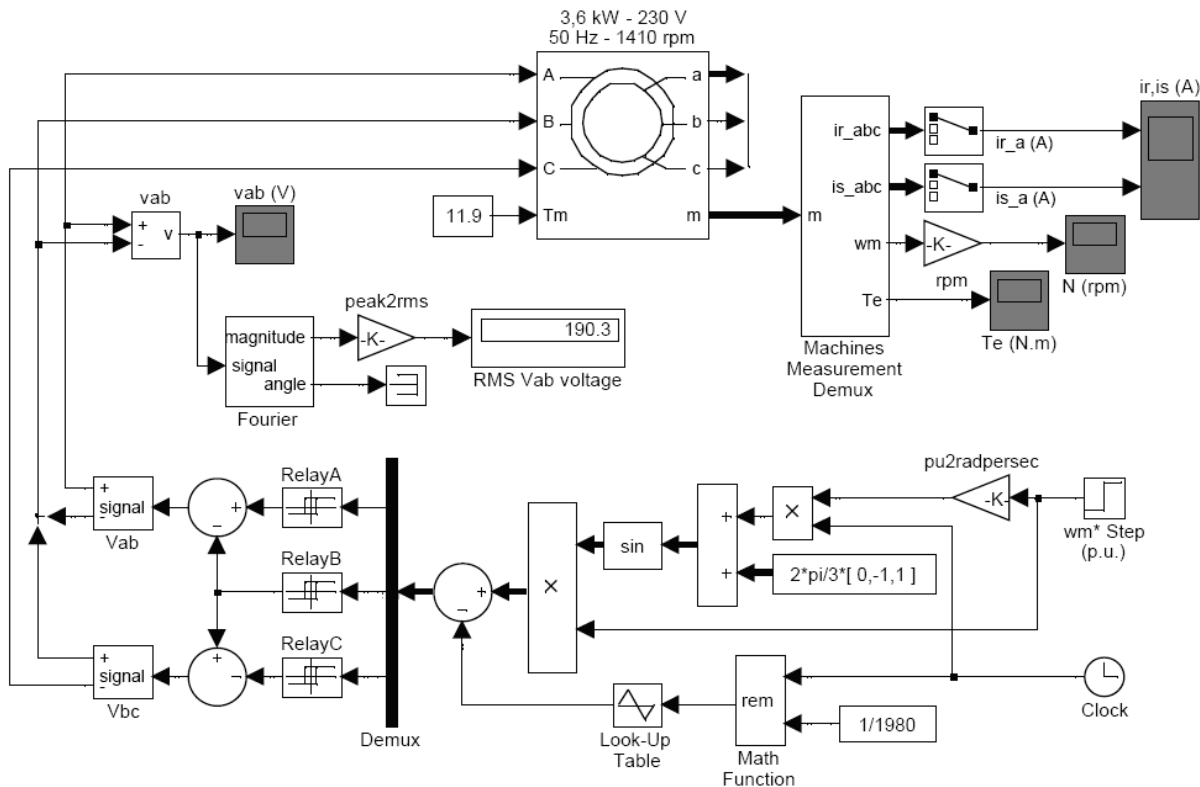 3,6 kW - 230 V
50 Hz - 1410 rpm
A
a
B
b
C
c
11.9
Tm
m
m
ir_abc
is_abc
wm
Te
Machines
Measurement
Demux
ir_a (A)
is_a (A)
ir,is (A)
-K-
rpm
N (rpm)
Te (N.m)
vab
+
-
v
vab (V)
signal
magnitude
angle
Fourier
peak2rms
-K-
190.3
RMS Vab voltage
+
signal
-
Vab
+
signal
-
Vbc
+
−
+
−
RelayA
RelayB
RelayC
Demux
+
−
×
sin
+
+
×
pu2radpersec
-K-
wm* Step
(p.u.)
2*pi/3*[ 0,-1,1 ]
Look-Up
Table
rem
Math
Function
1/1980
Clock